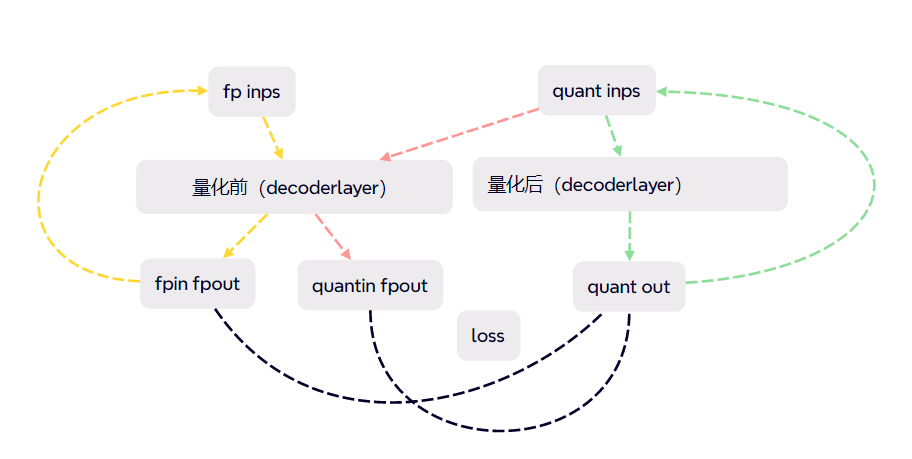 fp inps
quant inps
量化前（decoderlayer）
量化后（decoderlayer）
fpin fpout
quantin fpout
quant out
loss